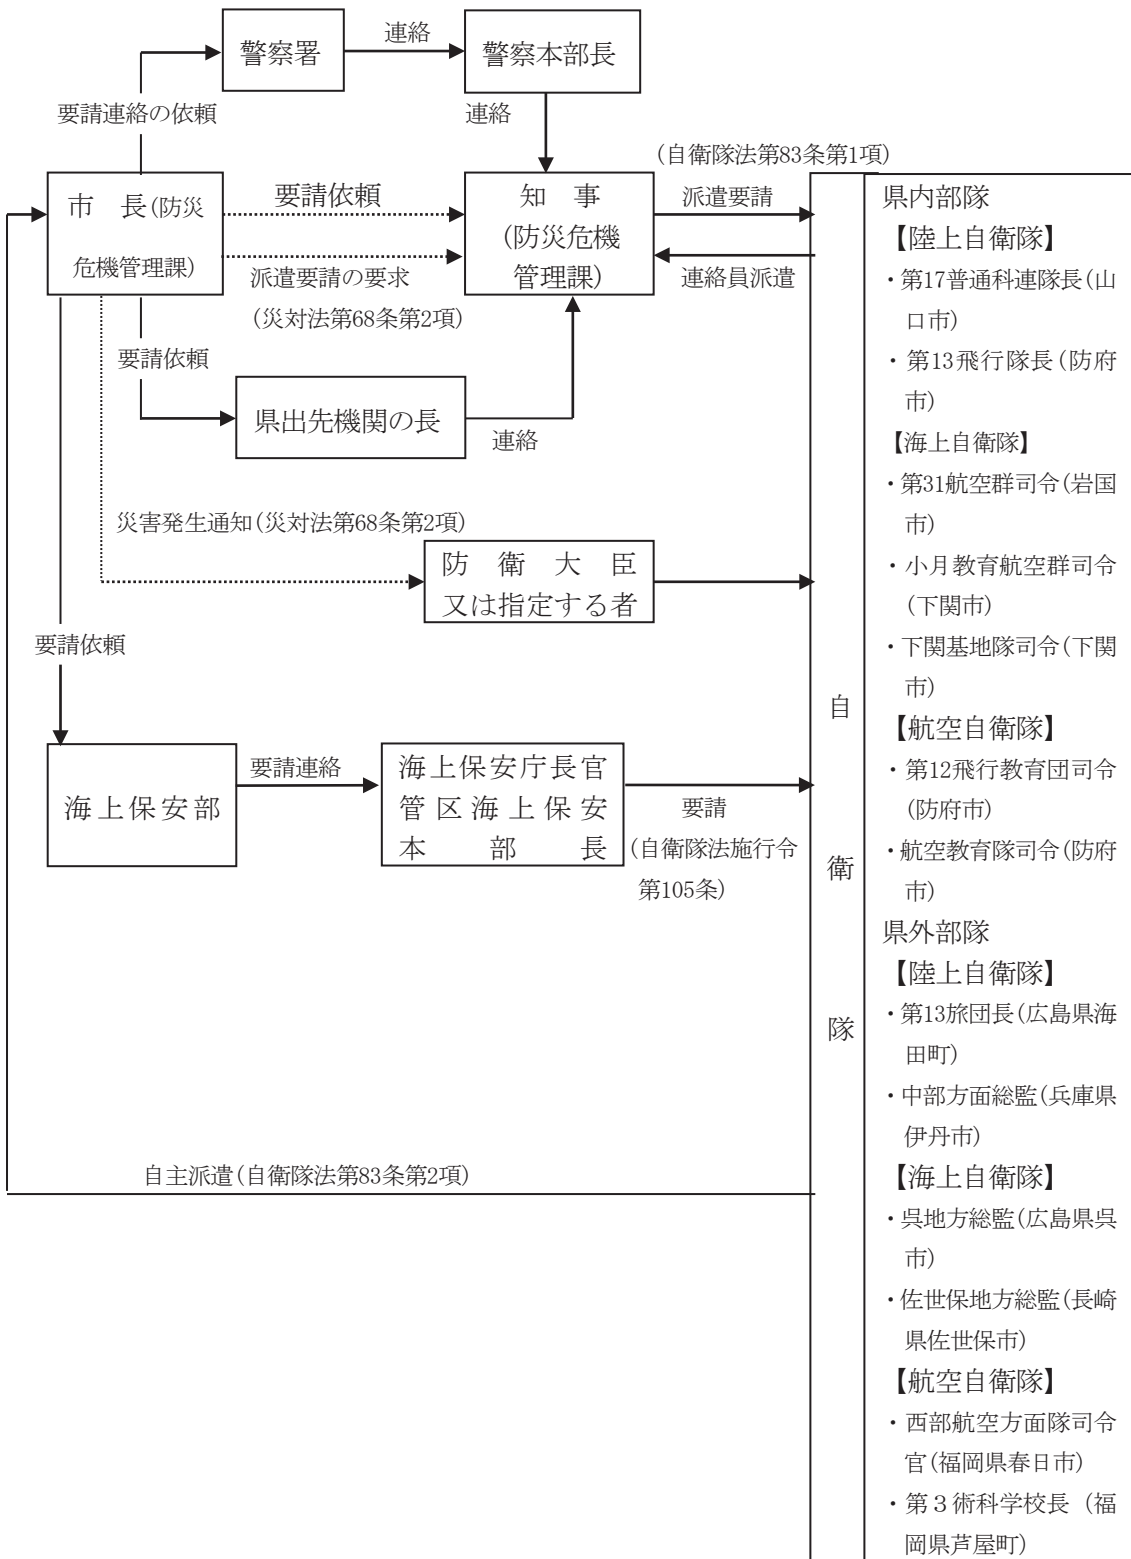 警察署
連絡
警察本部長
要請連絡の依頼
連絡
(自衛隊法第83条第1項)
市　長(防災
危機管理課)
要請依頼
派遣要請の要求
(災対法第68条第2項)
知　事
(防災危機
管理課)
派遣要請
連絡員派遣
要請依頼
県出先機関の長
連絡
災害発生通知(災対法第68条第2項)
防　衛　大　臣
又は指定する者
要請依頼
海上保安部
要請連絡
海上保安庁長官
管区海上保安
本　部　長
要請
(自衛隊法施行令
第105条)
自主派遣(自衛隊法第83条第2項)
自
衛
隊
県内部隊
【陸上自衛隊】
・第17普通科連隊長(山
口市)
・第13飛行隊長(防府
市)
【海上自衛隊】
・第31航空群司令(岩国
市)
・小月教育航空群司令
(下関市)
・下関基地隊司令(下関
市)
【航空自衛隊】
・第12飛行教育団司令
(防府市)
・航空教育隊司令(防府
市)
県外部隊
【陸上自衛隊】
・第13旅団長(広島県海
田町)
・中部方面総監(兵庫県
伊丹市)
【海上自衛隊】
・呉地方総監(広島県呉
市)
・佐世保地方総監(長崎
県佐世保市)
【航空自衛隊】
・西部航空方面隊司令
官(福岡県春日市)
・第３術科学校長（福
岡県芦屋町)